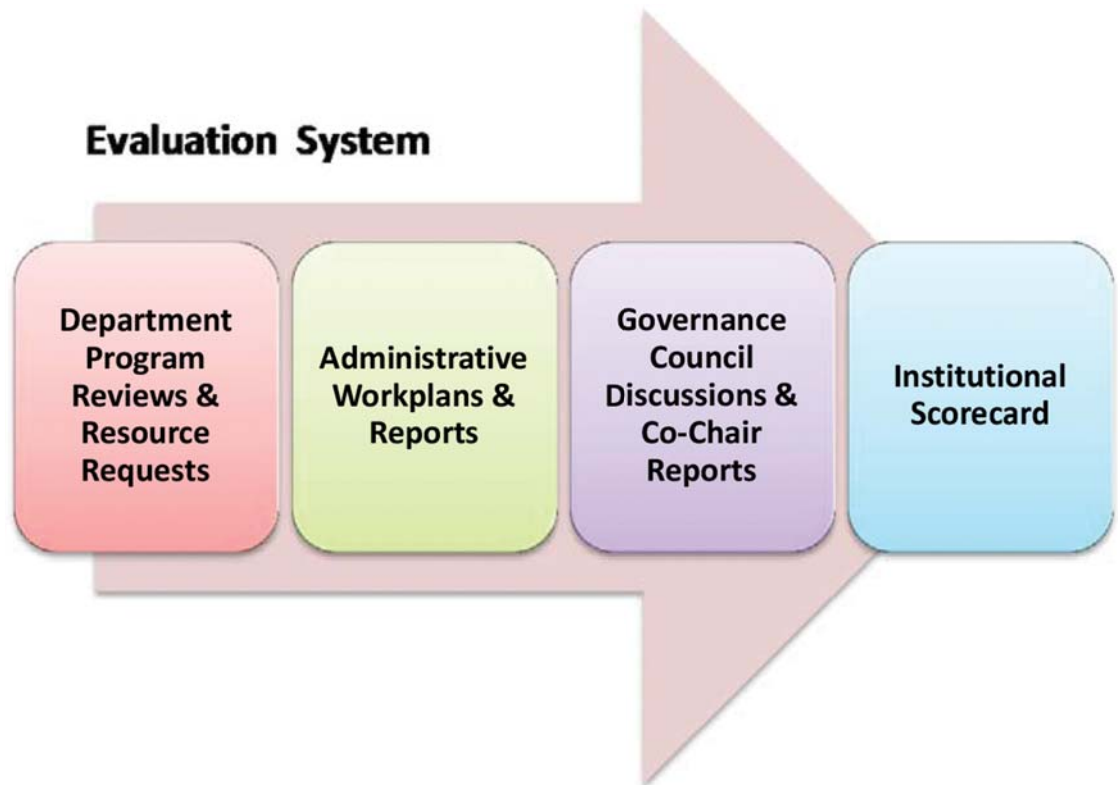 Evaluation System
Department
Program
Reviews &
Resource
Requests
Administrative
Workplans &
Reports
Governance
Council
Discussions &
Co-Chair
Reports
Institutional
Scorecard